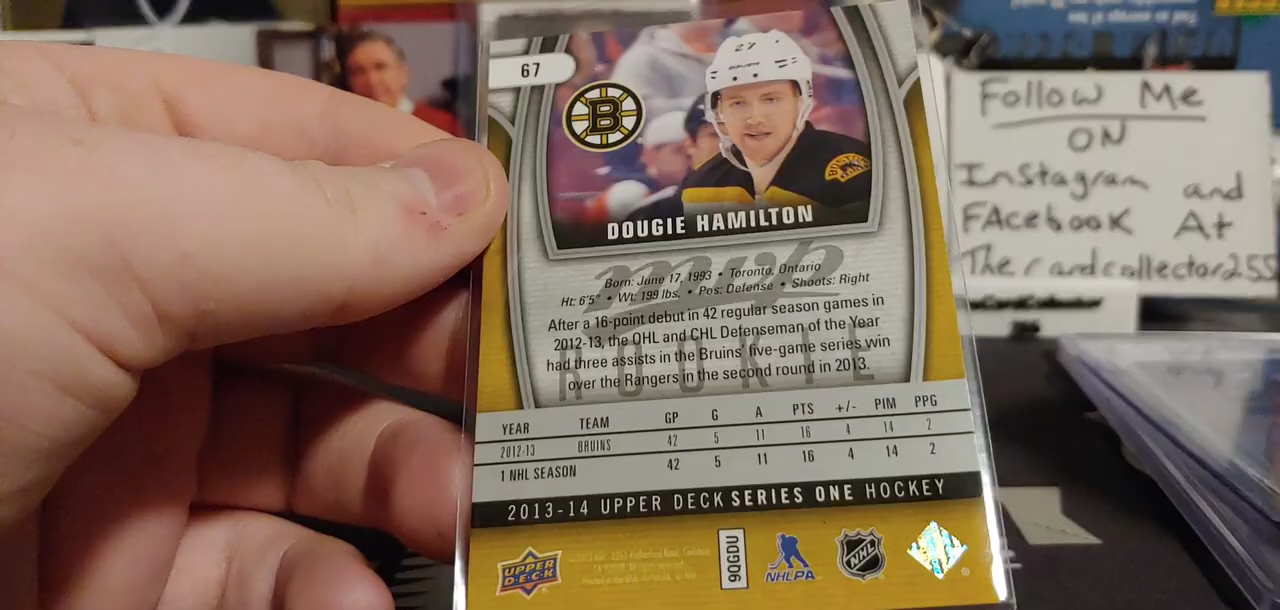 67
27
B
BOSTON
DOUGIE HAMILTON
mvp
ROOKIE
Born: June 17, 1993 • Toronto, Ontario
Ht: 6'5" • Wt: 199 lbs. • Pos: Defense • Shoots: Right
After a 16-point debut in 42 regular season games in
2012-13, the OHL and CHL Defenseman of the Year
had three assists in the Bruins' five-game series win
over the Rangers in the second round in 2013.
YEAR TEAM GP G A PTS +/- PIM PPG
2012-13 BRUINS 42 5 11 16 4 14 2
1 NHL SEASON 42 5 11 16 4 14 2
2013-14 UPPER DECK SERIES ONE HOCKEY
UPPER
DECK
9QGDU
NHLPA
NHL
Follow Me
ON
Instagram and
FAcebook At
Thecardcollector255